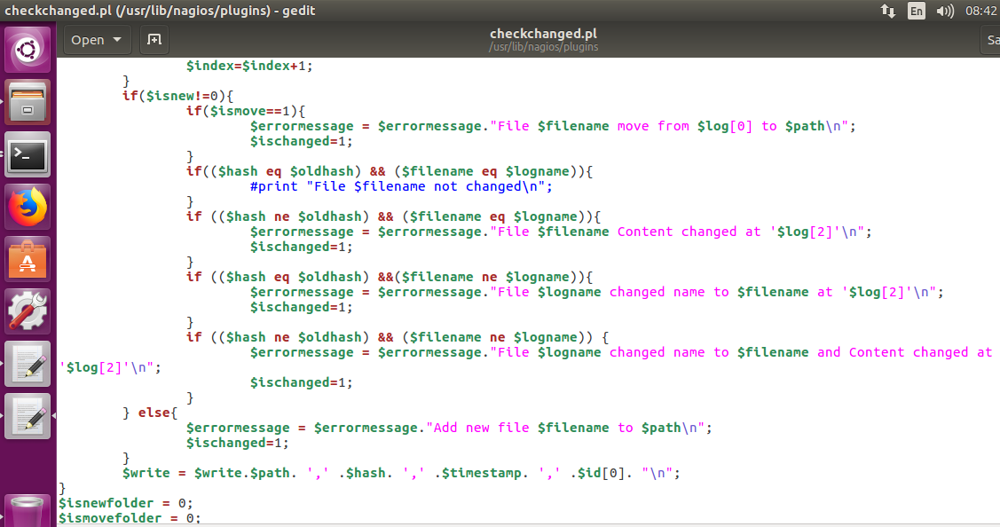 checkchanged.pl (/usr/lib/nagios/plugins) - gedit
En
08:42
Open
checkchanged.pl
/usr/lib/nagios/plugins
Sa
$index=$index+1;
}
if($isnew!=0){
if($ismove==1){
$errormessage = $errormessage."File $filename move from $log[0] to $path\n";
$ischanged=1;
}
if(($hash eq $oldhash) && ($filename eq $logname)){
#print "File $filename not changed\n";
}
if (($hash ne $oldhash) && ($filename eq $logname)){
$errormessage = $errormessage."File $filename Content changed at '$log[2]'\n";
$ischanged=1;
}
if (($hash eq $oldhash) &&($filename ne $logname)){
$errormessage = $errormessage."File $logname changed name to $filename at '$log[2]'\n";
$ischanged=1;
}
if (($hash ne $oldhash) && ($filename ne $logname)) {
$errormessage = $errormessage."File $logname changed name to $filename and Content changed at
'$log[2]'\n";
$ischanged=1;
}
} else{
$errormessage = $errormessage."Add new file $filename to $path\n";
$ischanged=1;
}
$write = $write.$path. ',' .$hash. ',' .$timestamp. ',' .$id[0]. "\n";
}
$isnewfolder = 0;
$ismovefolder = 0;